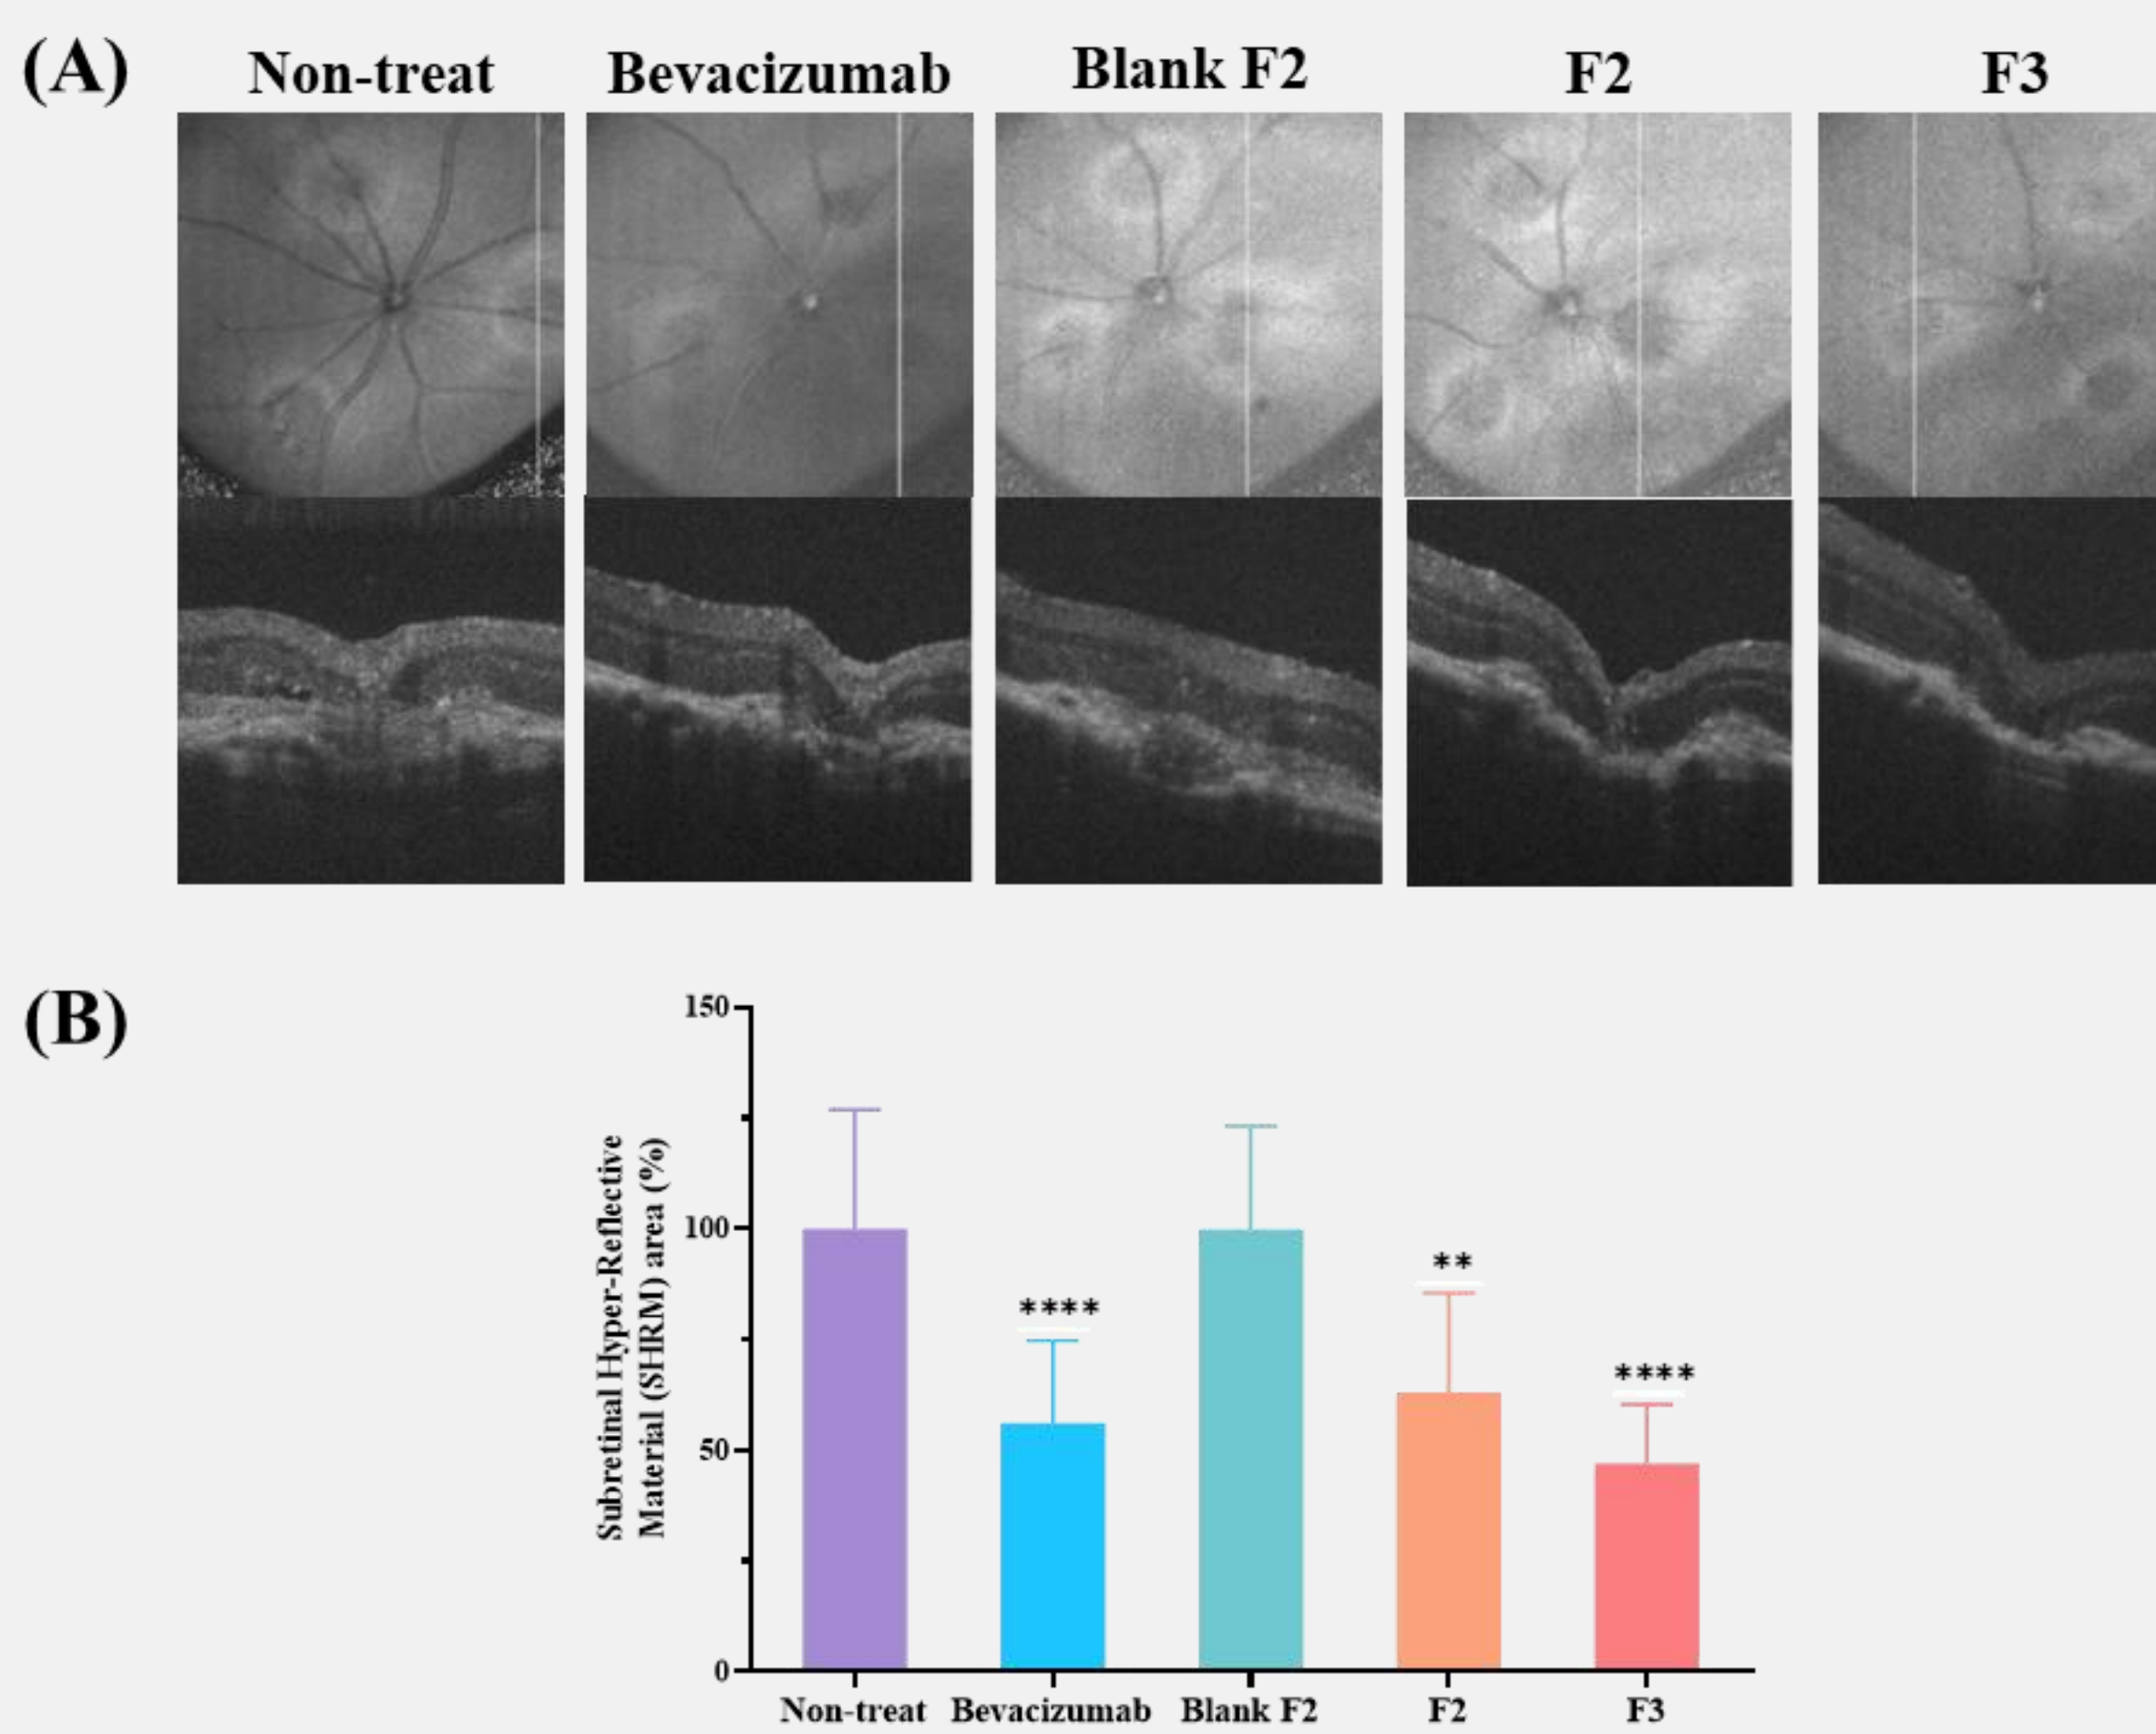 (A)
Non-treat Bevacizumab Blank F2 F2 F3
(B)
Subretinal Hyper-Reflective
Material (SHRM) area (%)
150
100
50
0
****
**
****
Non-treat Bevacizumab Blank F2 F2 F3